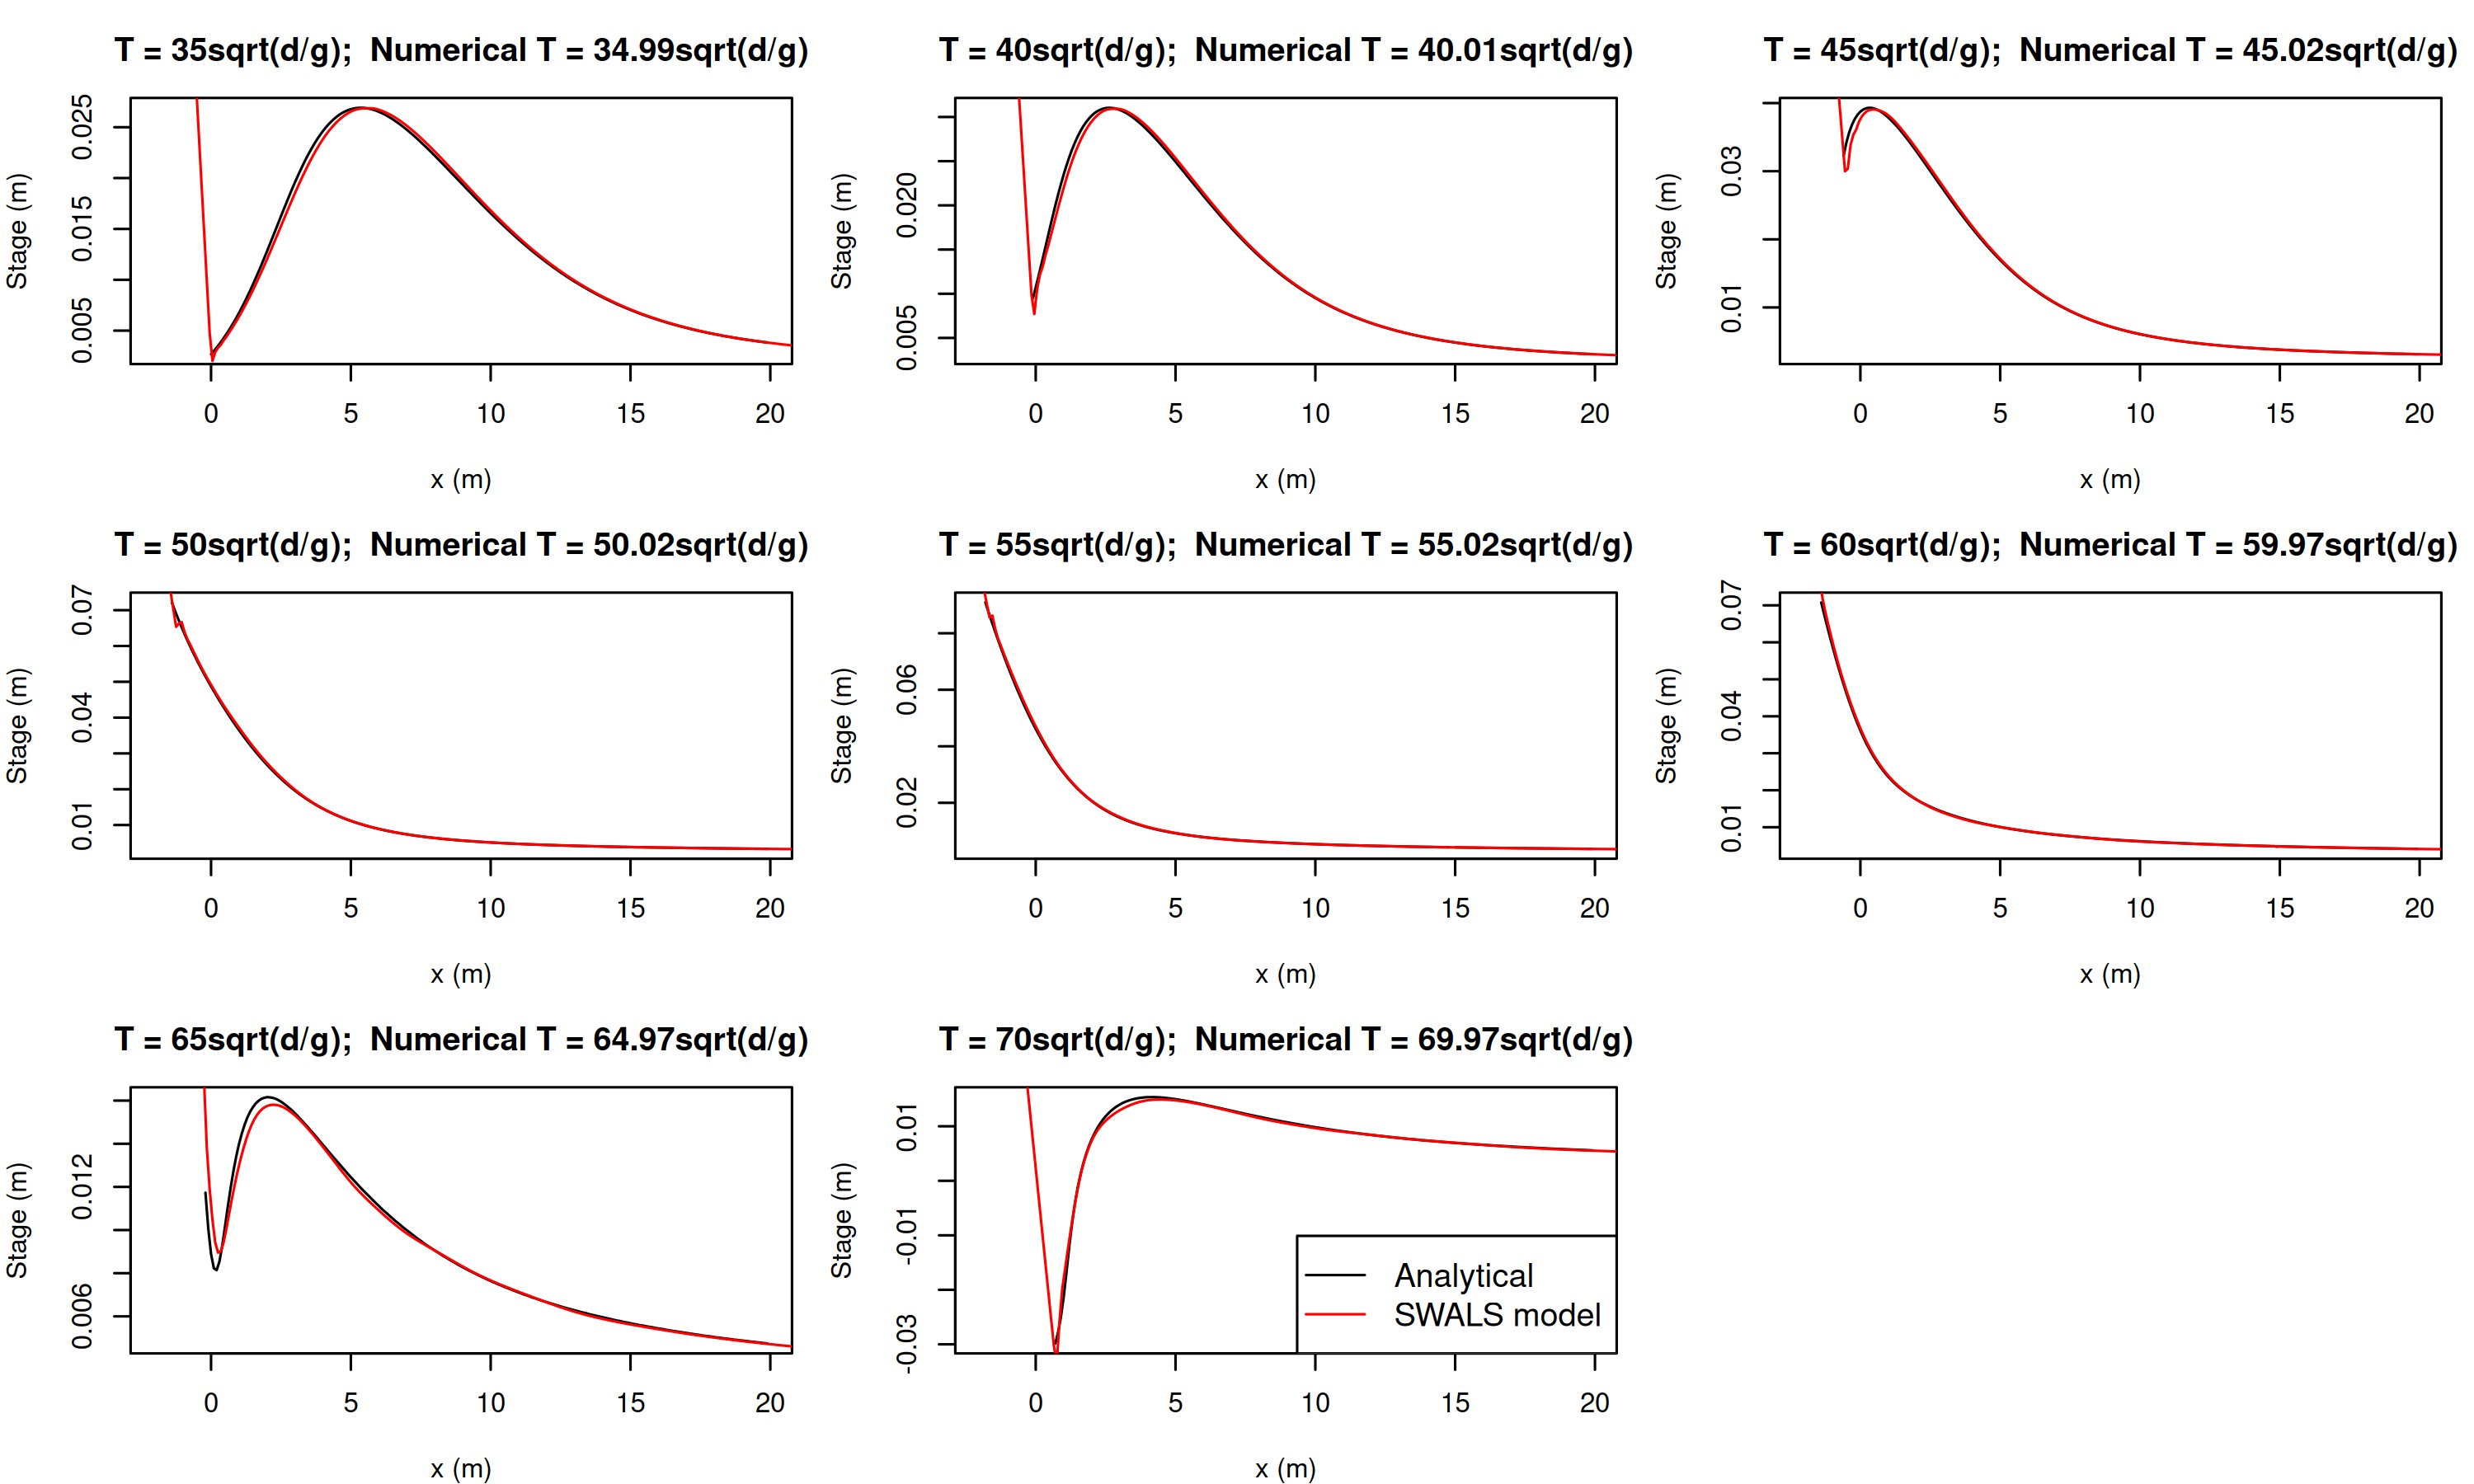 T = 35sqrt(d/g);  Numerical T = 34.99sqrt(d/g)
Stage (m)
0.025
0.015
0.005
0 5 10 15 20
x (m)
T = 40sqrt(d/g);  Numerical T = 40.01sqrt(d/g)
Stage (m)
0.020
0.005
0 5 10 15 20
x (m)
T = 45sqrt(d/g);  Numerical T = 45.02sqrt(d/g)
Stage (m)
0.03
0.01
0 5 10 15 20
x (m)
T = 50sqrt(d/g);  Numerical T = 50.02sqrt(d/g)
Stage (m)
0.07
0.04
0.01
0 5 10 15 20
x (m)
T = 55sqrt(d/g);  Numerical T = 55.02sqrt(d/g)
Stage (m)
0.06
0.02
0 5 10 15 20
x (m)
T = 60sqrt(d/g);  Numerical T = 59.97sqrt(d/g)
Stage (m)
0.07
0.04
0.01
0 5 10 15 20
x (m)
T = 65sqrt(d/g);  Numerical T = 64.97sqrt(d/g)
Stage (m)
0.012
0.006
0 5 10 15 20
x (m)
T = 70sqrt(d/g);  Numerical T = 69.97sqrt(d/g)
Stage (m)
0.01
-0.01
-0.03
Analytical
SWALS model
0 5 10 15 20
x (m)